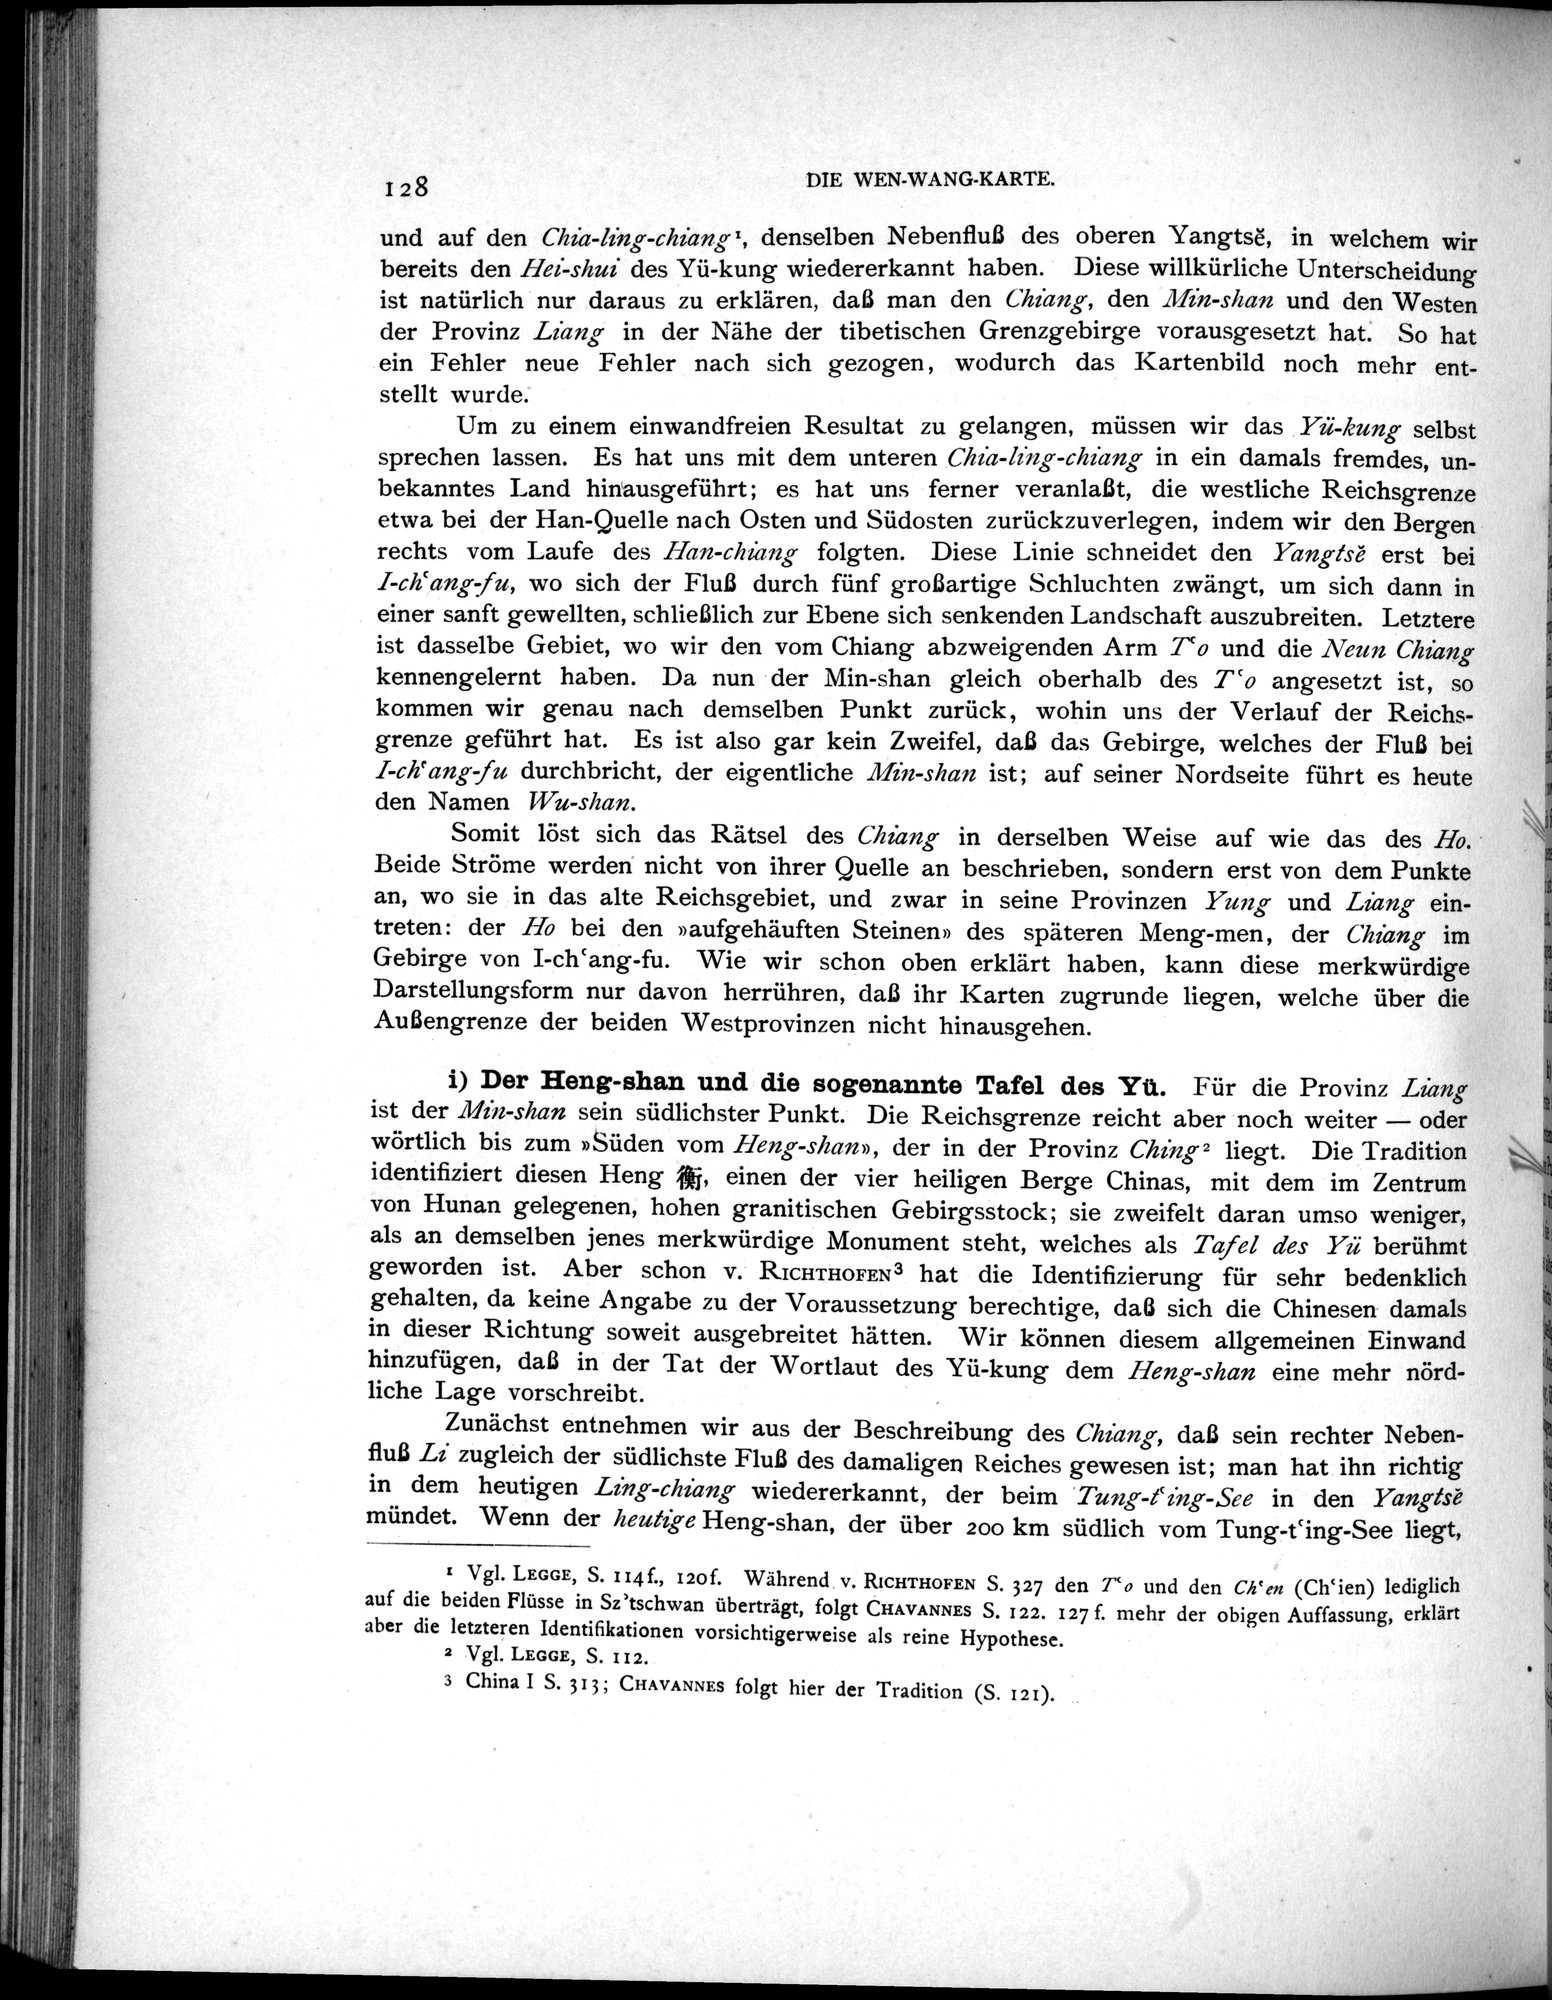 128
DIE WEN-WANG-KARTE.
und auf den Chia-ling-chiang¹, denselben Nebenfluß des oberen Yangtsĕ, in welchem wir
bereits den Hei-shui des Yü-kung wiedererkannt haben. Diese willkürliche Unterscheidung
ist natürlich nur daraus zu erklären, daß man den Chiang, den Min-shan und den Westen
der Provinz Liang in der Nähe der tibetischen Grenzgebirge vorausgesetzt hat. So hat
ein Fehler neue Fehler nach sich gezogen, wodurch das Kartenbild noch mehr ent-
stellt wurde.
Um zu einem einwandfreien Resultat zu gelangen, müssen wir das Yü-kung selbst
sprechen lassen. Es hat uns mit dem unteren Chia-ling-chiang in ein damals fremdes, un-
bekanntes Land hinausgeführt; es hat uns ferner veranlaßt, die westliche Reichsgrenze
etwa bei der Han-Quelle nach Osten und Südosten zurückzuverlegen, indem wir den Bergen
rechts vom Laufe des Han-chiang folgten. Diese Linie schneidet den Yangtsĕ erst bei
I-chʿang-fu, wo sich der Fluß durch fünf großartige Schluchten zwängt, um sich dann in
einer sanft gewellten, schließlich zur Ebene sich senkenden Landschaft auszubreiten. Letztere
ist dasselbe Gebiet, wo wir den vom Chiang abzweigenden Arm Tʿo und die Neun Chiang
kennengelernt haben. Da nun der Min-shan gleich oberhalb des Tʿo angesetzt ist, so
kommen wir genau nach demselben Punkt zurück, wohin uns der Verlauf der Reichs-
grenze geführt hat. Es ist also gar kein Zweifel, daß das Gebirge, welches der Fluß bei
I-chʿang-fu durchbricht, der eigentliche Min-shan ist; auf seiner Nordseite führt es heute
den Namen Wu-shan.
Somit löst sich das Rätsel des Chiang in derselben Weise auf wie das des Ho.
Beide Ströme werden nicht von ihrer Quelle an beschrieben, sondern erst von dem Punkte
an, wo sie in das alte Reichsgebiet, und zwar in seine Provinzen Yung und Liang ein-
treten: der Ho bei den »aufgehäuften Steinen» des späteren Meng-men, der Chiang im
Gebirge von I-chʿang-fu. Wie wir schon oben erklärt haben, kann diese merkwürdige
Darstellungsform nur davon herrühren, daß ihr Karten zugrunde liegen, welche über die
Außengrenze der beiden Westprovinzen nicht hinausgehen.
i) Der Heng-shan und die sogenannte Tafel des Yü. Für die Provinz Liang
ist der Min-shan sein südlichster Punkt. Die Reichsgrenze reicht aber noch weiter — oder
wörtlich bis zum »Süden vom Heng-shan», der in der Provinz Ching² liegt. Die Tradition
identifiziert diesen Heng 衡, einen der vier heiligen Berge Chinas, mit dem im Zentrum
von Hunan gelegenen, hohen granitischen Gebirgsstock; sie zweifelt daran umso weniger,
als an demselben jenes merkwürdige Monument steht, welches als Tafel des Yü berühmt
geworden ist. Aber schon v. RICHTHOFEN³ hat die Identifizierung für sehr bedenklich
gehalten, da keine Angabe zu der Voraussetzung berechtige, daß sich die Chinesen damals
in dieser Richtung soweit ausgebreitet hätten. Wir können diesem allgemeinen Einwand
hinzufügen, daß in der Tat der Wortlaut des Yü-kung dem Heng-shan eine mehr nörd-
liche Lage vorschreibt.
Zunächst entnehmen wir aus der Beschreibung des Chiang, daß sein rechter Neben-
fluß Li zugleich der südlichste Fluß des damaligen Reiches gewesen ist; man hat ihn richtig
in dem heutigen Ling-chiang wiedererkannt, der beim Tung-tʿing-See in den Yangtsĕ
mündet. Wenn der heutige Heng-shan, der über 200 km südlich vom Tung-tʿing-See liegt,
¹ Vgl. LEGGE, S. 114f., 120f. Während v. RICHTHOFEN S. 327 den Tʿo und den Chʿen (Chʿien) lediglich
auf die beiden Flüsse in Sz’tschwan überträgt, folgt CHAVANNES S. 122. 127f. mehr der obigen Auffassung, erklärt
aber die letzteren Identifikationen vorsichtigerweise als reine Hypothese.
² Vgl. LEGGE, S. 112.
³ China I S. 313; CHAVANNES folgt hier der Tradition (S. 121).